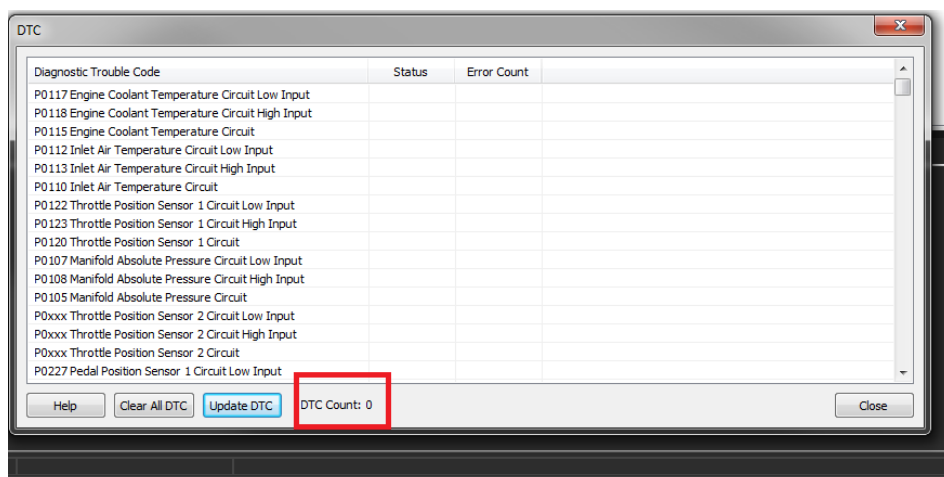 DTC
Diagnostic Trouble Code Status Error Count
P0117 Engine Coolant Temperature Circuit Low Input
P0118 Engine Coolant Temperature Circuit High Input
P0115 Engine Coolant Temperature Circuit
P0112 Inlet Air Temperature Circuit Low Input
P0113 Inlet Air Temperature Circuit High Input
P0110 Inlet Air Temperature Circuit
P0122 Throttle Position Sensor 1 Circuit Low Input
P0123 Throttle Position Sensor 1 Circuit High Input
P0120 Throttle Position Sensor 1 Circuit
P0107 Manifold Absolute Pressure Circuit Low Input
P0108 Manifold Absolute Pressure Circuit High Input
P0105 Manifold Absolute Pressure Circuit
P0xxx Throttle Position Sensor 2 Circuit Low Input
P0xxx Throttle Position Sensor 2 Circuit High Input
P0xxx Throttle Position Sensor 2 Circuit
P0227 Pedal Position Sensor 1 Circuit Low Input
Help Clear All DTC Update DTC DTC Count: 0 Close